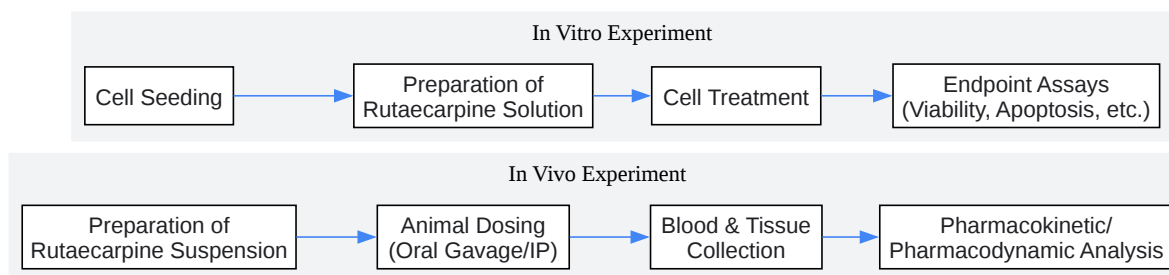 In Vitro Experiment
Cell Seeding
Preparation of
Rutaecarpine Solution
Cell Treatment
Endpoint Assays
(Viability, Apoptosis, etc.)
In Vivo Experiment
Preparation of
Rutaecarpine Suspension
Animal Dosing
(Oral Gavage/IP)
Blood & Tissue
Collection
Pharmacokinetic/
Pharmacodynamic Analysis